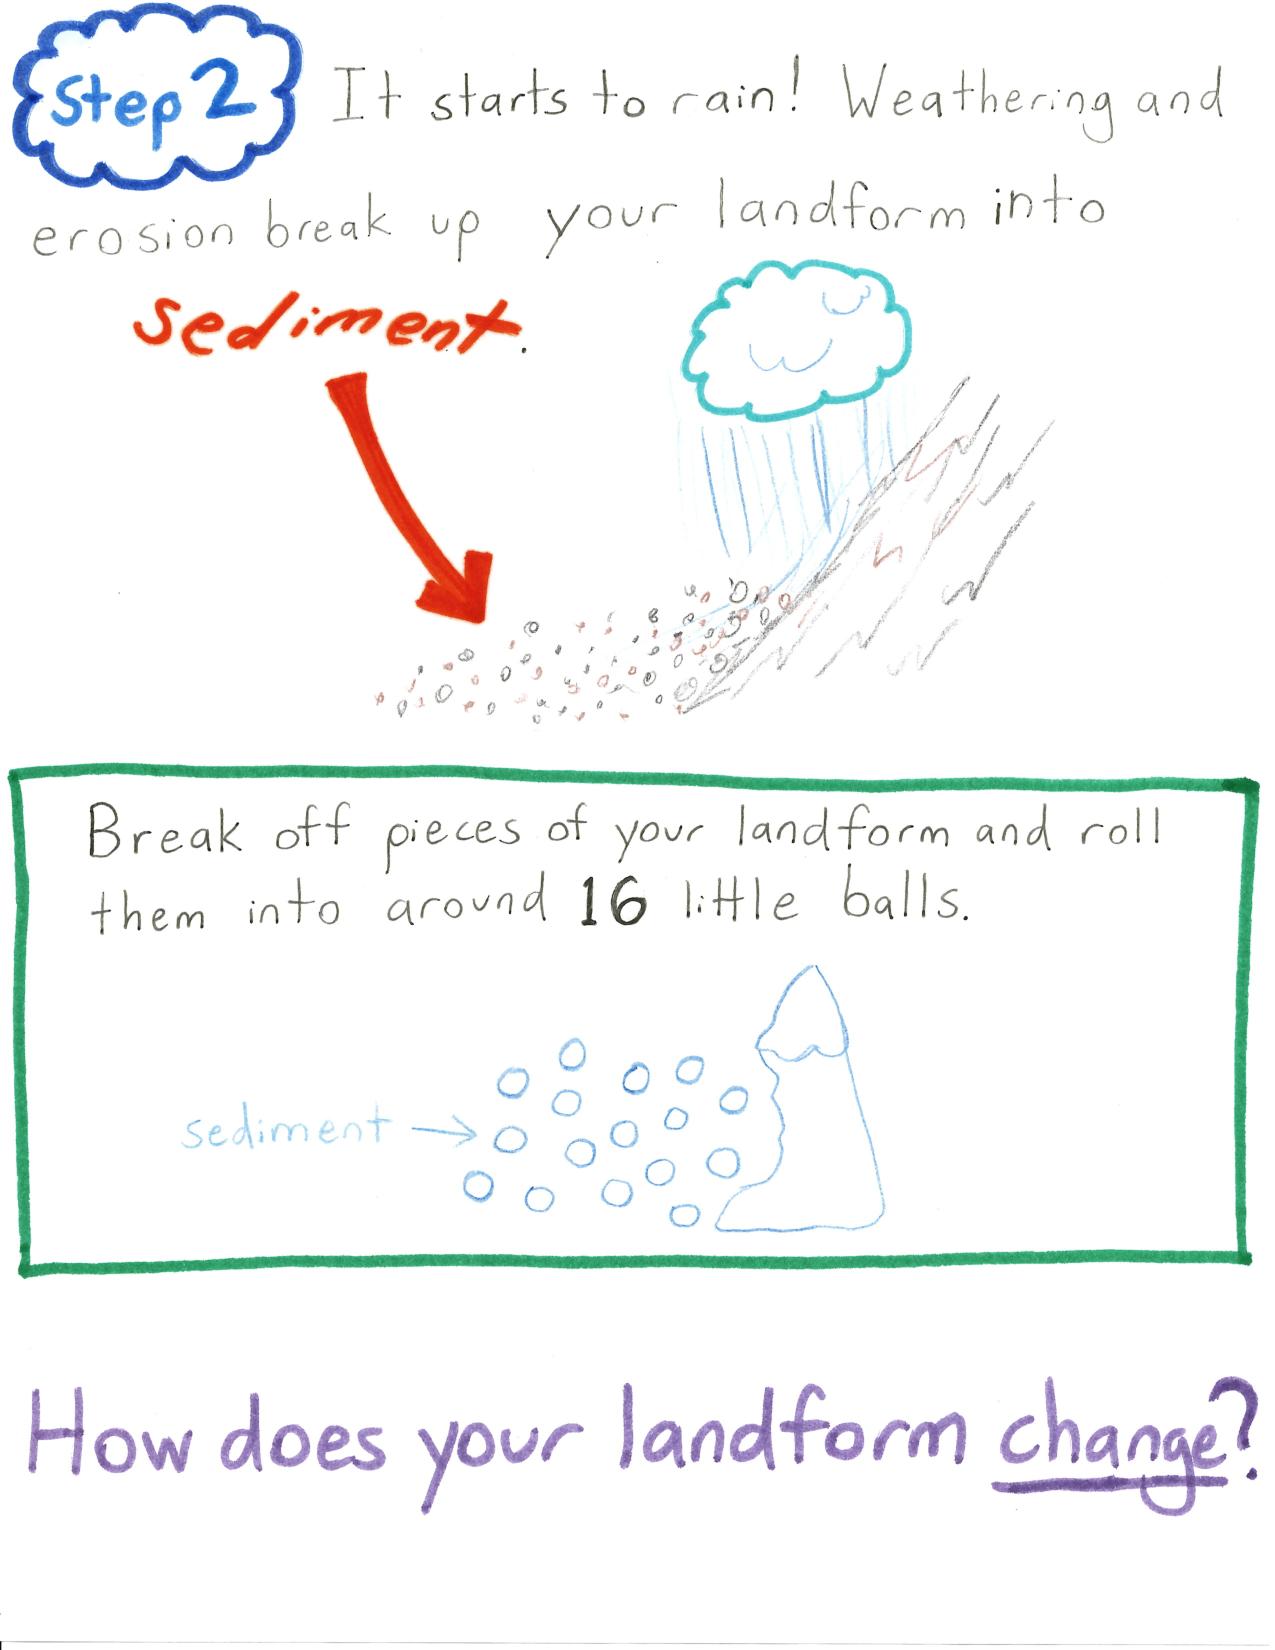 Step 2 It starts to rain! Weathering and
erosion break up your landform into
sediment.
Break off pieces of your landform and roll
them into around 16 little balls.
sediment
How does your landform change?